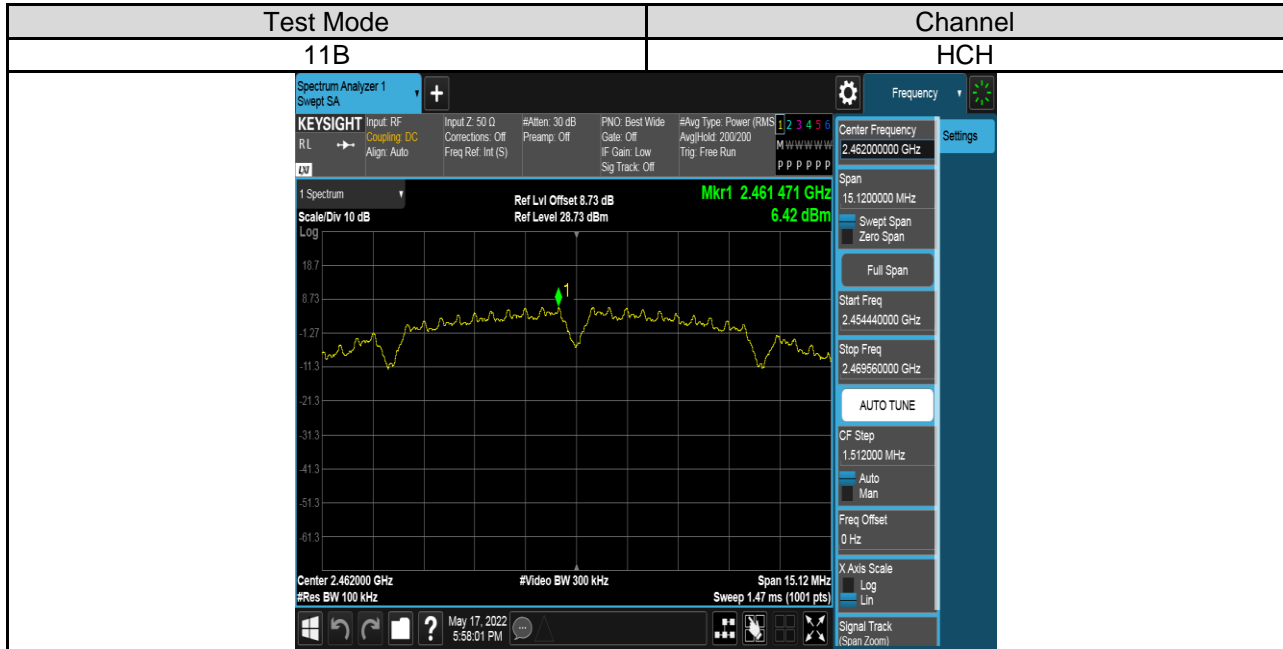 Test Mode Channel
11B HCH
Spectrum Analyzer 1
Swept SA
+
Frequency
KEYSIGHT
RL
LXI
Input: RF
Coupling: DC
Align: Auto
Input Z: 50 Ω
Corrections: Off
Freq Ref: Int (S)
#Atten: 30 dB
Preamp: Off
PNO: Best Wide
Gate: Off
IF Gain: Low
Sig Track: Off
#Avg Type: Power (RMS
Avg|Hold: 200/200
Trig: Free Run
1 2 3 4 5 6
M W W W W W
P P P P P P
1 Spectrum
Scale/Div 10 dB
Log
Ref Lvl Offset 8.73 dB
Ref Level 28.73 dBm
Mkr1 2.461 471 GHz
6.42 dBm
18.7
8.73
-1.27
-11.3
-21.3
-31.3
-41.3
-51.3
-61.3
1
Center 2.462000 GHz
#Res BW 100 kHz
#Video BW 300 kHz
Span 15.12 MHz
Sweep 1.47 ms (1001 pts)
?
May 17, 2022
5:58:01 PM
Center Frequency
2.462000000 GHz
Settings
Span
15.1200000 MHz
Swept Span
Zero Span
Full Span
Start Freq
2.454440000 GHz
Stop Freq
2.469560000 GHz
AUTO TUNE
CF Step
1.512000 MHz
Auto
Man
Freq Offset
0 Hz
X Axis Scale
Log
Lin
Signal Track
(Span Zoom)